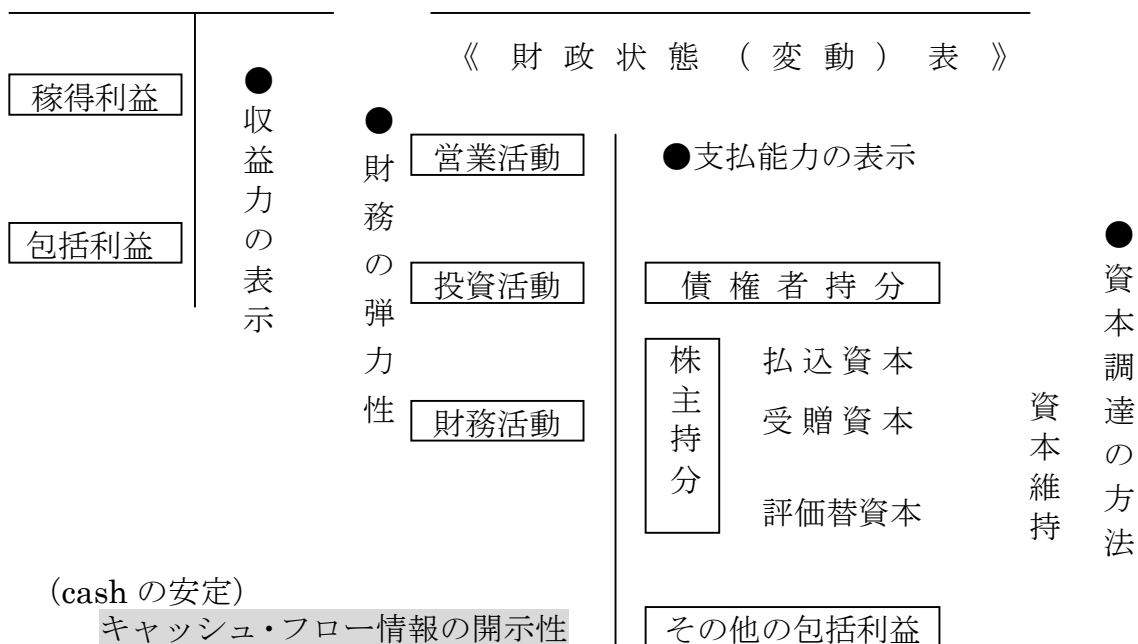 《 財 政 状 態 （ 変 動 ） 表 》
稼得利益
包括利益
●収益力の表示
●財務の弾力性
営業活動
投資活動
財務活動
●支払能力の表示
債 権 者 持 分
株主持分
払 込 資 本
受 贈 資 本
評価替資本
資本維持
●資本調達の方法
（cash の安定）
キャッシュ・フロー情報の開示性
その他の包括利益